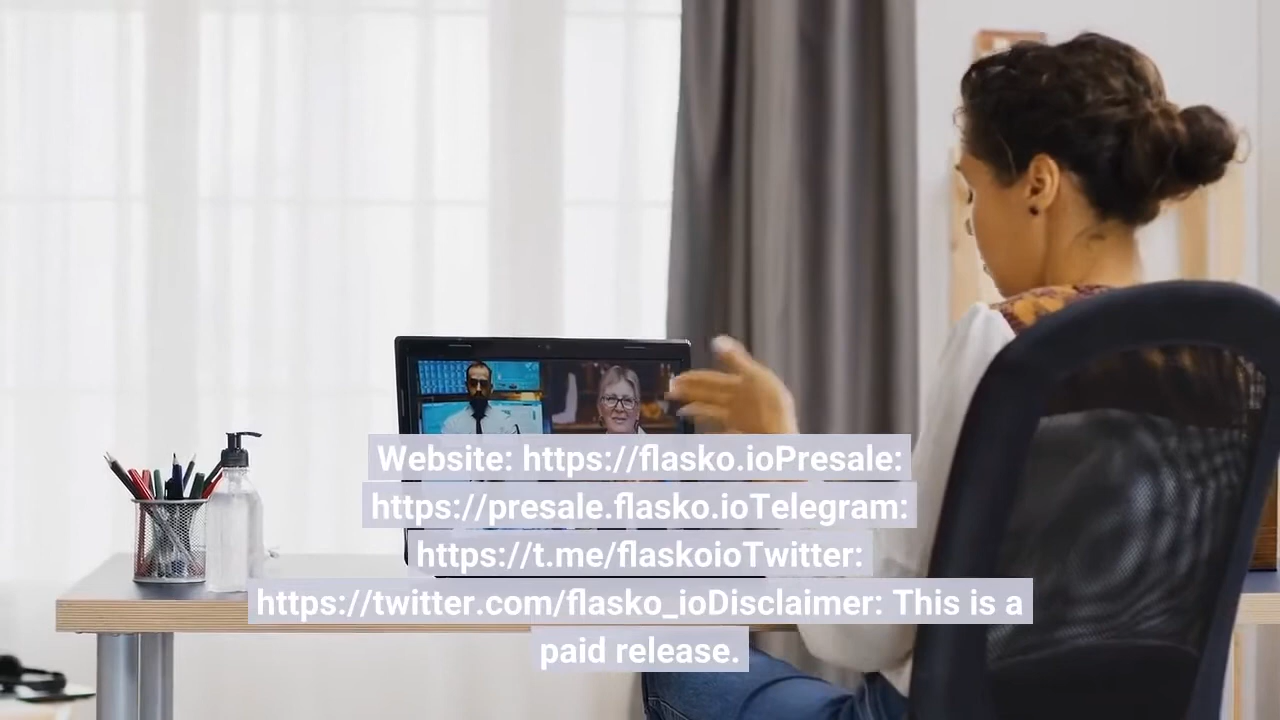 Website: https://flasko.ioPresale:
https://presale.flasko.ioTelegram:
https://t.me/flaskoioTwitter:
https://twitter.com/flasko_ioDisclaimer: This is a
paid release.